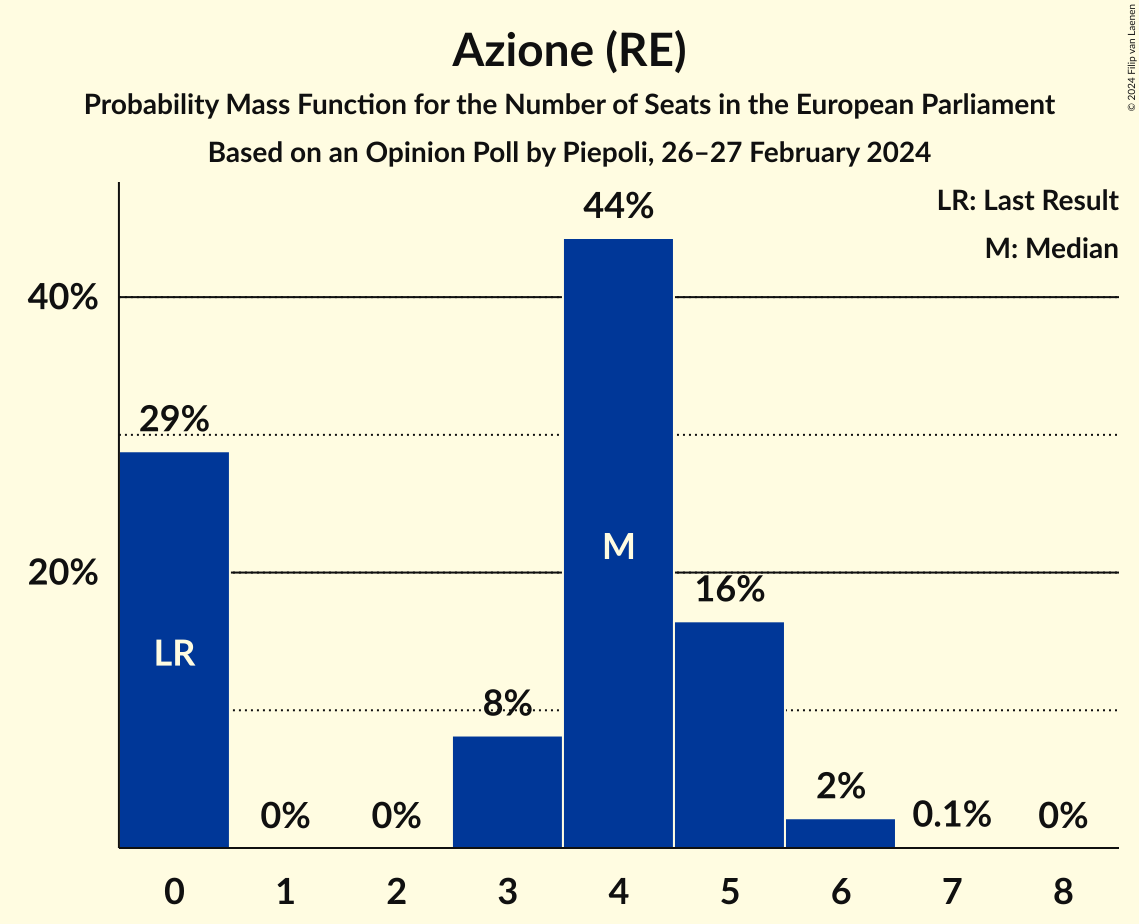 Azione (RE)
Probability Mass Function for the Number of Seats in the European Parliament
Based on an Opinion Poll by Piepoli, 26–27 February 2024
© 2024 Filip van Laenen
LR: Last Result
M: Median
44%
40%
29%
M
20%
16%
LR
8%
2%
0%
0%
0.1%
0%
0 1 2 3 4 5 6 7 8